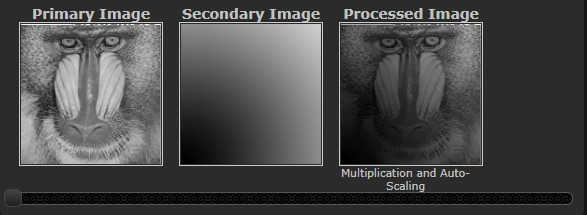 Primary Image Secondary Image Processed Image
Multiplication and Auto-
Scaling